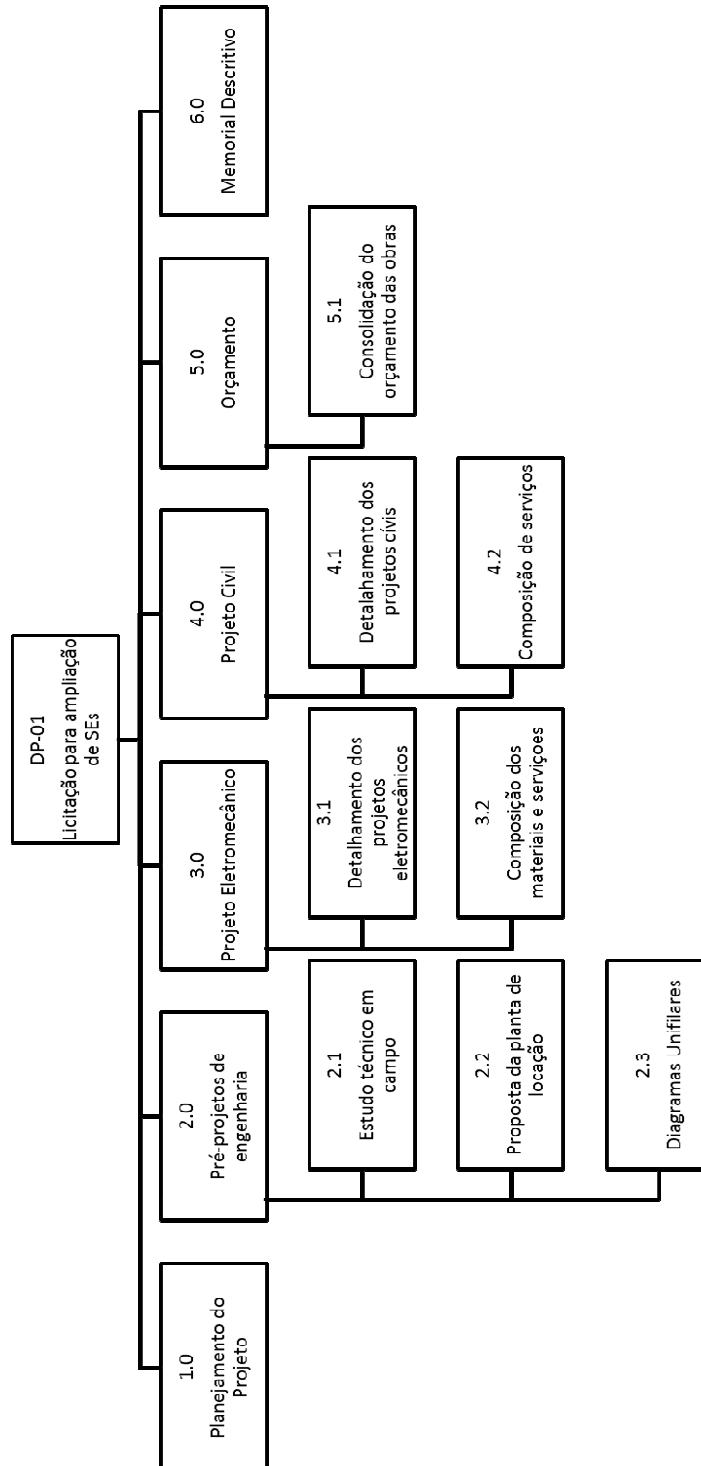 DP-01
Licitação para ampliação
de SEs
1.0
Planejamento do
Projeto
2.0
Pré-projetos de
engenharia
2.1
Estudo técnico em
campo
2.2
Proposta da planta de
locação
2.3
Diagramas Unifilares
3.0
Projeto Eletromecânico
3.1
Detalhamento dos
projetos
eletromecânicos
3.2
Composição dos
materiais e serviçoes
4.0
Projeto Civil
4.1
Detalahamento dos
projetos cívis
4.2
Composição de serviços
5.0
Orçamento
5.1
Consolidação do
orçamento das obras
6.0
Memorial Descritivo